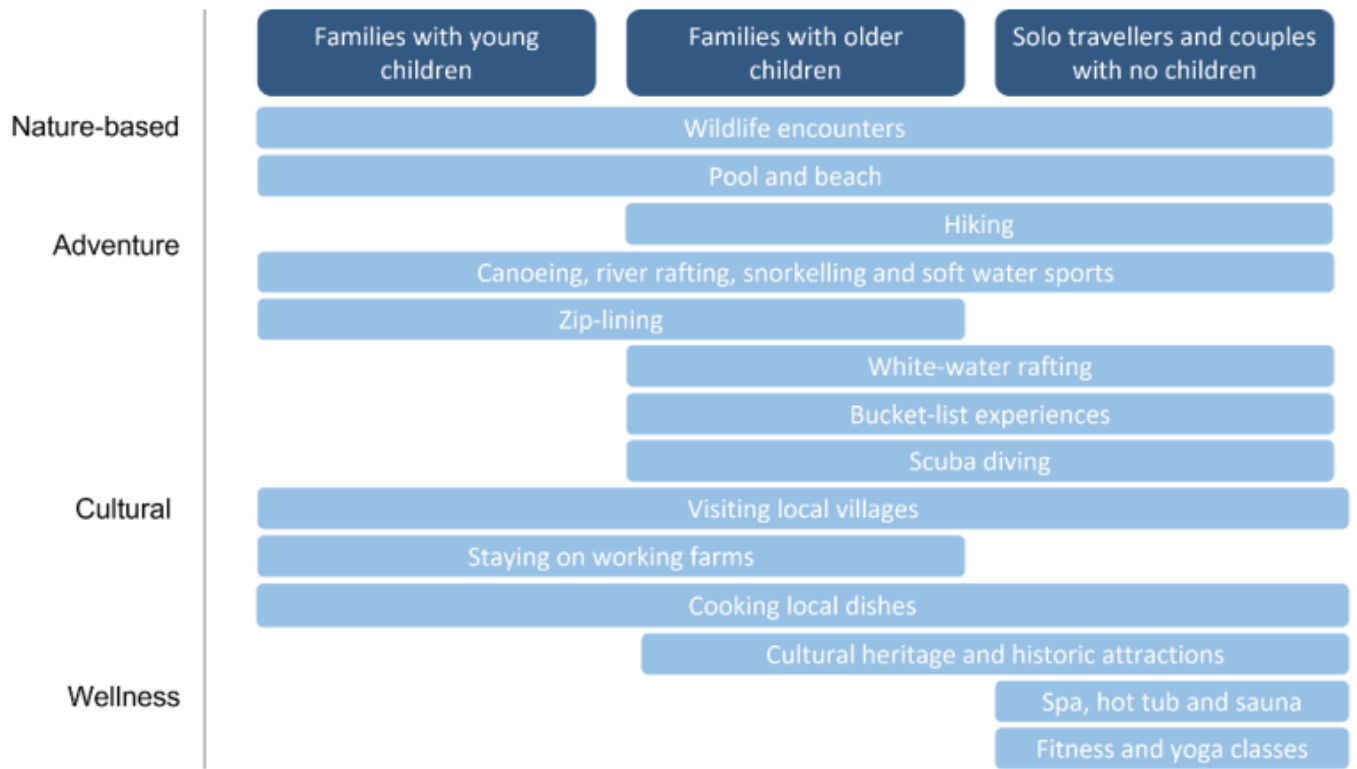 Families with young
children
Families with older
children
Solo travellers and couples
with no children
Nature-based
Wildlife encounters
Pool and beach
Adventure
Hiking
Canoeing, river rafting, snorkelling and soft water sports
Zip-lining
White-water rafting
Bucket-list experiences
Scuba diving
Cultural
Visiting local villages
Staying on working farms
Cooking local dishes
Cultural heritage and historic attractions
Wellness
Spa, hot tub and sauna
Fitness and yoga classes